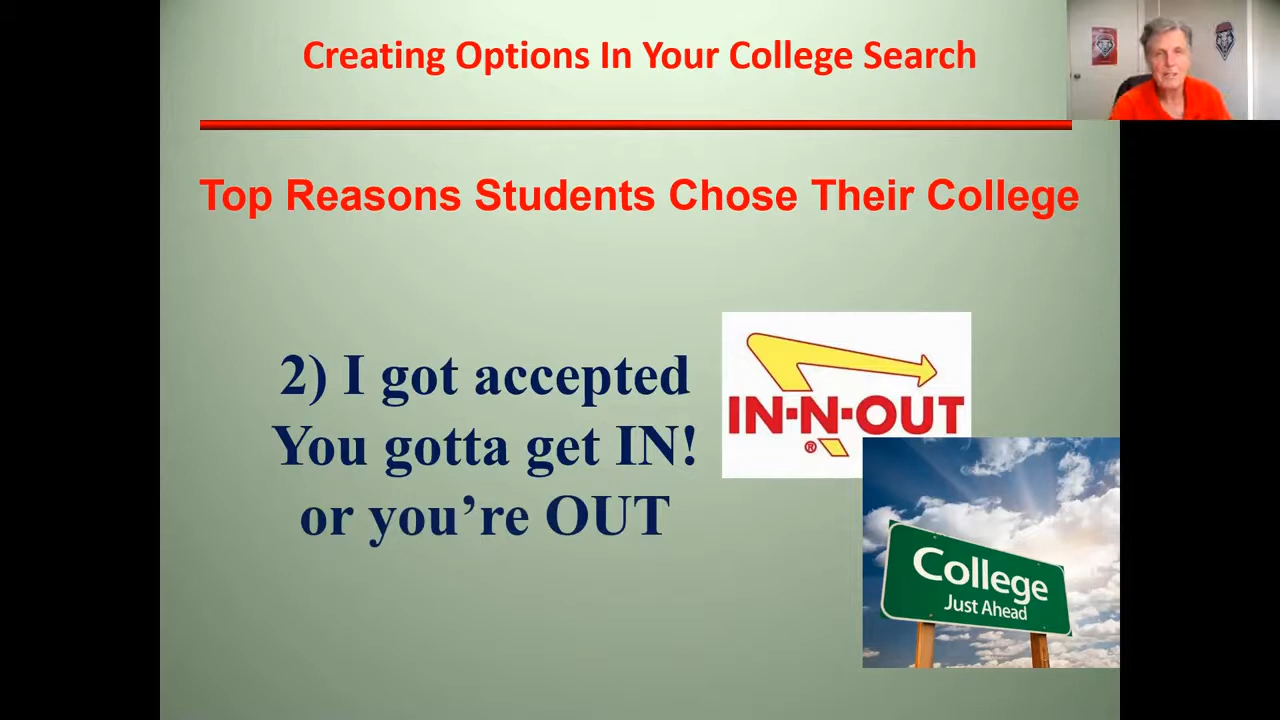 Creating Options In Your College Search
Top Reasons Students Chose Their College
2) I got accepted
You gotta get IN!
or you’re OUT
IN-N-OUT
®
College
Just Ahead